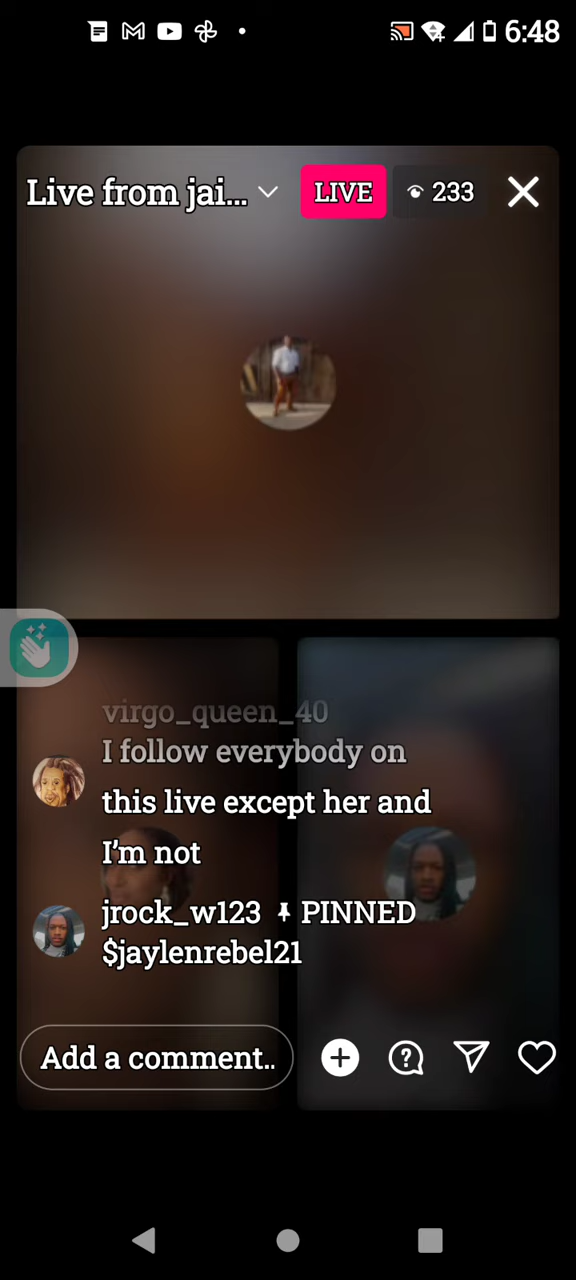 6:48
Live from jai...
LIVE
233
virgo_queen_40
I follow everybody on
this live except her and
I'm not
jrock_w123 PINNED
$jaylenrebel21
Add a comment..